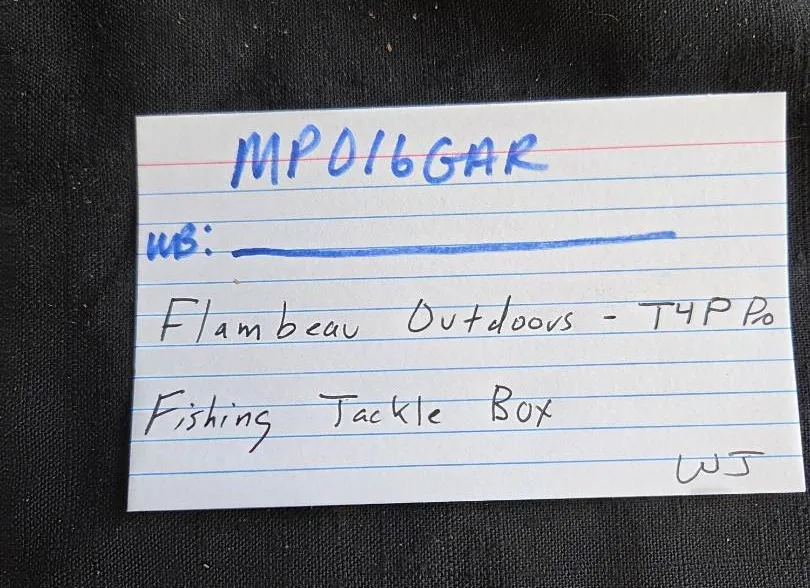 MP016GAR
WB:
Flambeau Outdoors - T4P Pro
Fishing Tackle Box
WJ